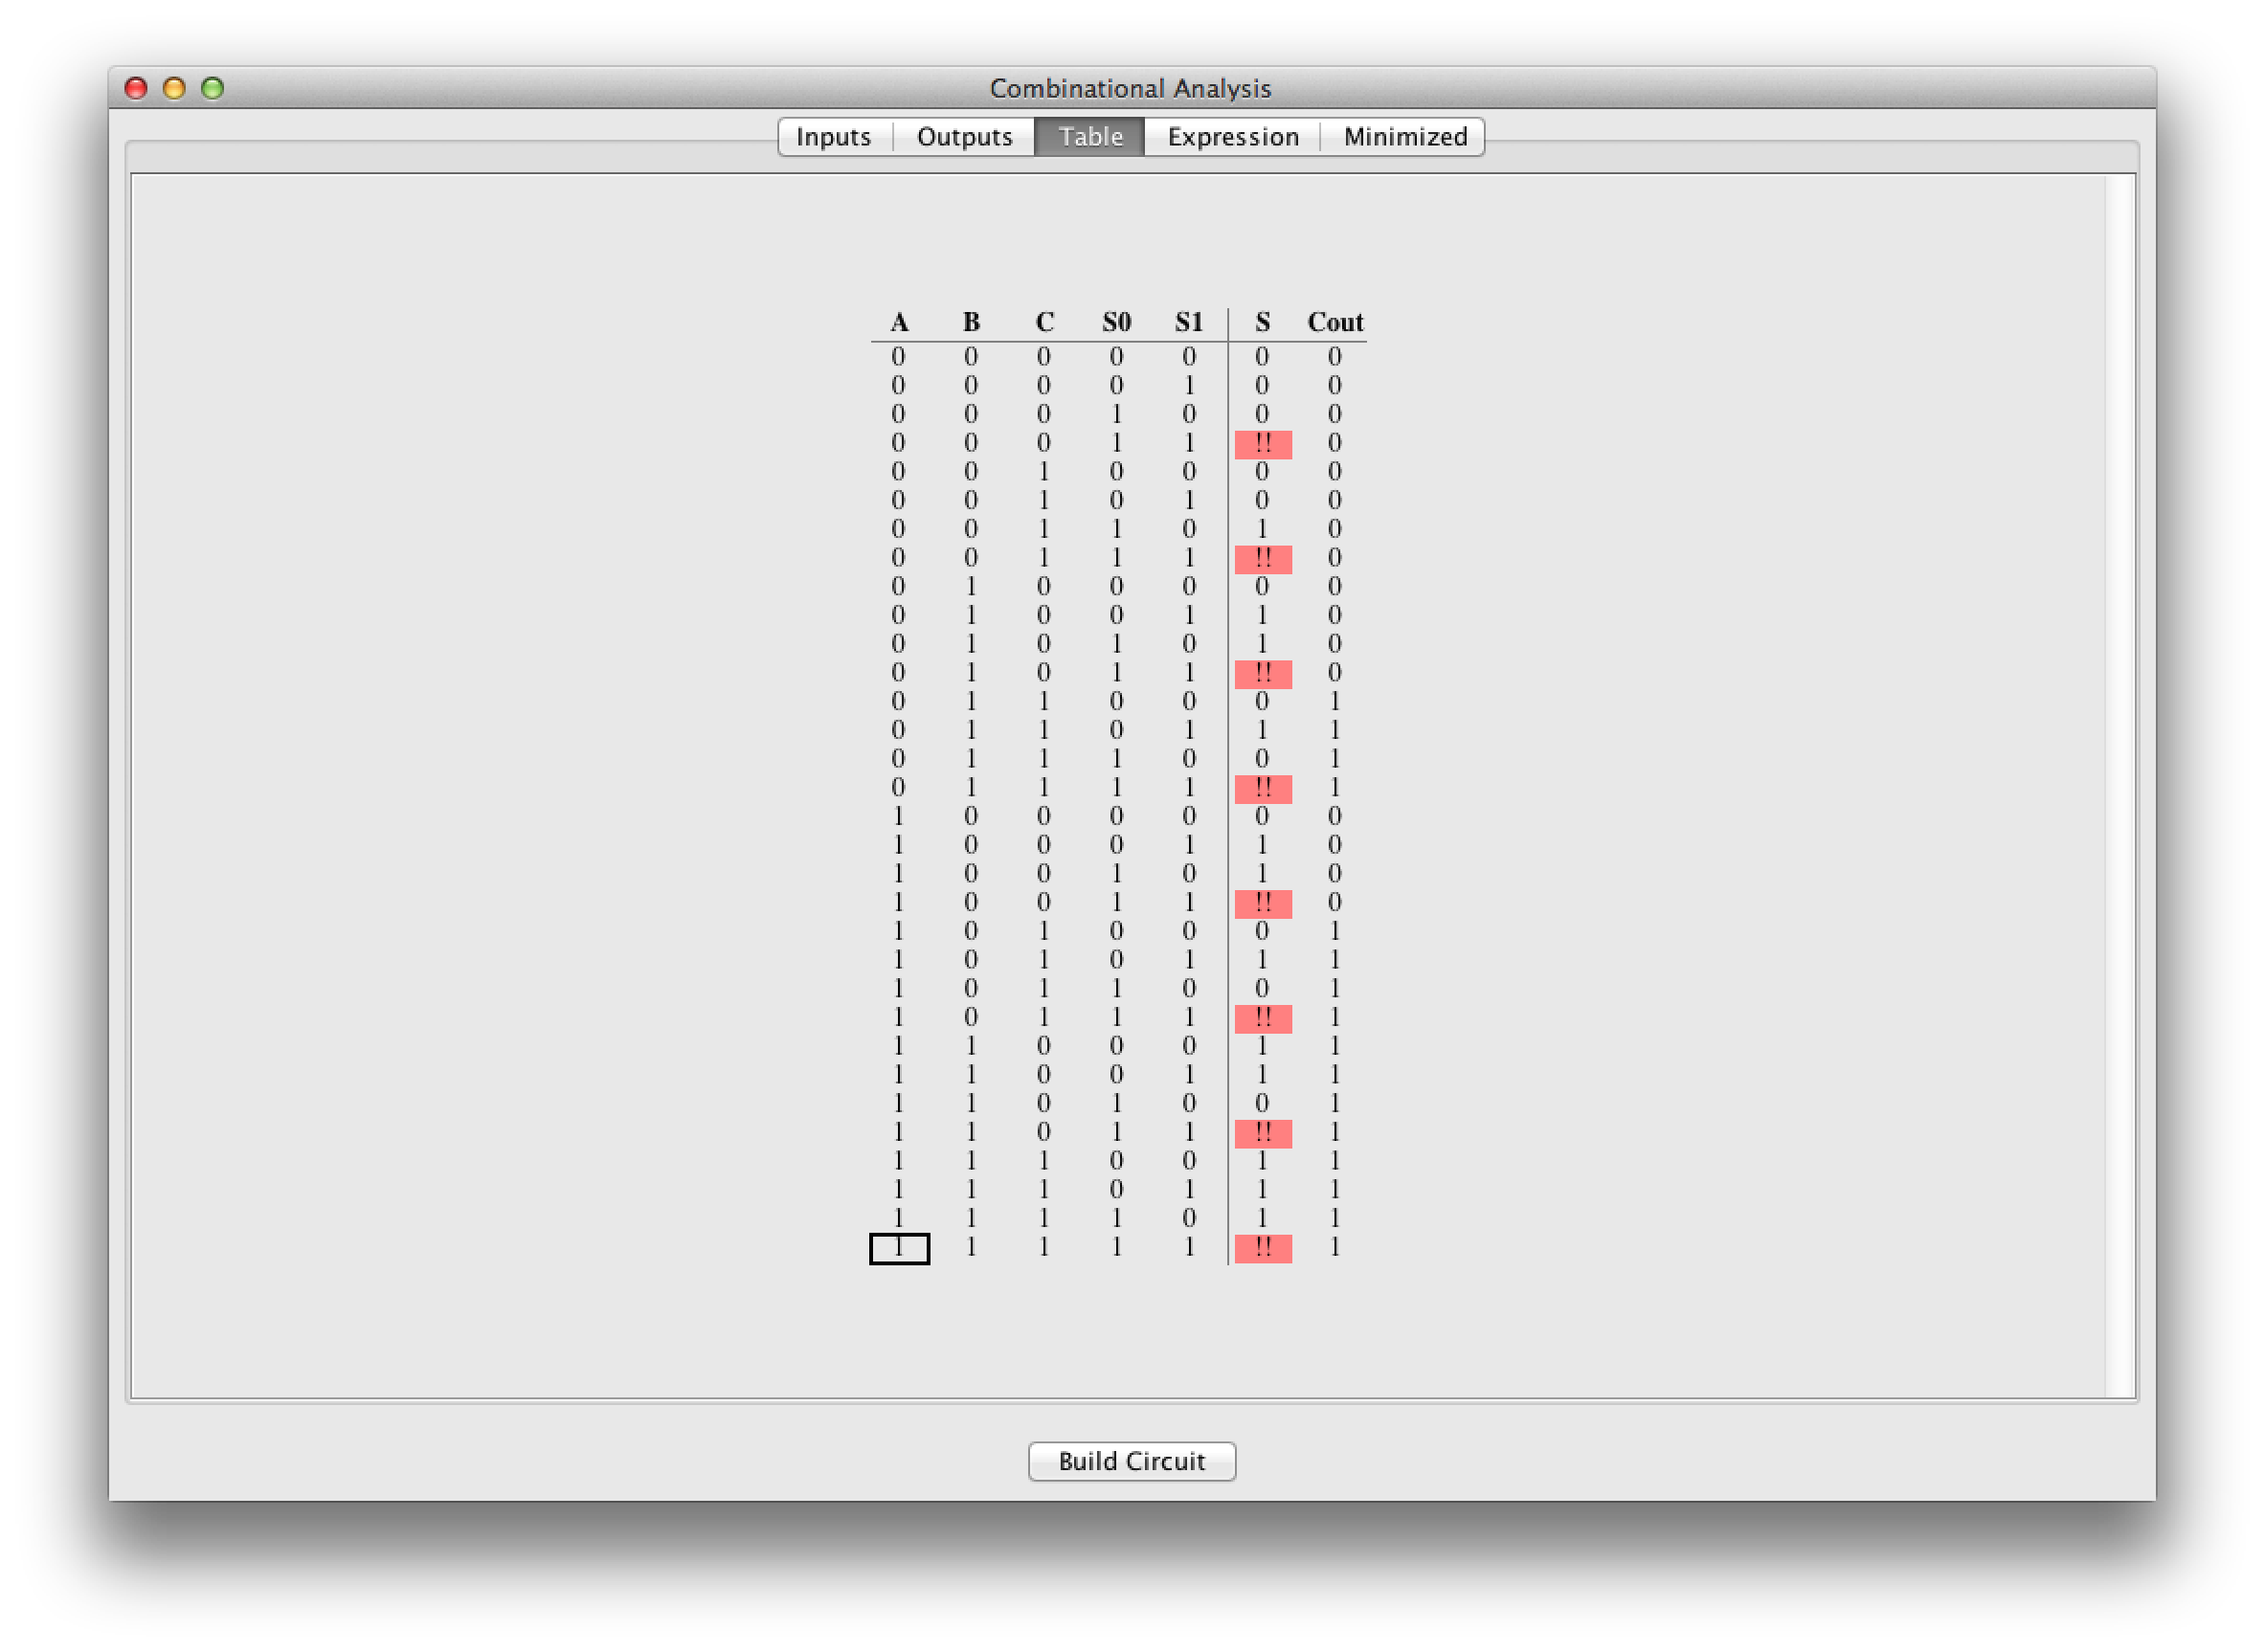 Combinational Analysis
Inputs Outputs Table Expression Minimized
A B C S0 S1 S Cout
0 0 0 0 0 0 0
0 0 0 0 1 0 0
0 0 0 1 0 0 0
0 0 0 1 1 !! 0
0 0 1 0 0 0 0
0 0 1 0 1 0 0
0 0 1 1 0 1 0
0 0 1 1 1 !! 0
0 1 0 0 0 0 0
0 1 0 0 1 1 0
0 1 0 1 0 1 0
0 1 0 1 1 !! 0
0 1 1 0 0 0 1
0 1 1 0 1 1 1
0 1 1 1 0 0 1
0 1 1 1 1 !! 1
1 0 0 0 0 0 0
1 0 0 0 1 1 0
1 0 0 1 0 1 0
1 0 0 1 1 !! 0
1 0 1 0 0 0 1
1 0 1 0 1 1 1
1 0 1 1 0 0 1
1 0 1 1 1 !! 1
1 1 0 0 0 1 1
1 1 0 0 1 1 1
1 1 0 1 0 0 1
1 1 0 1 1 !! 1
1 1 1 0 0 1 1
1 1 1 0 1 1 1
1 1 1 1 0 1 1
1 1 1 1 1 !! 1
Build Circuit